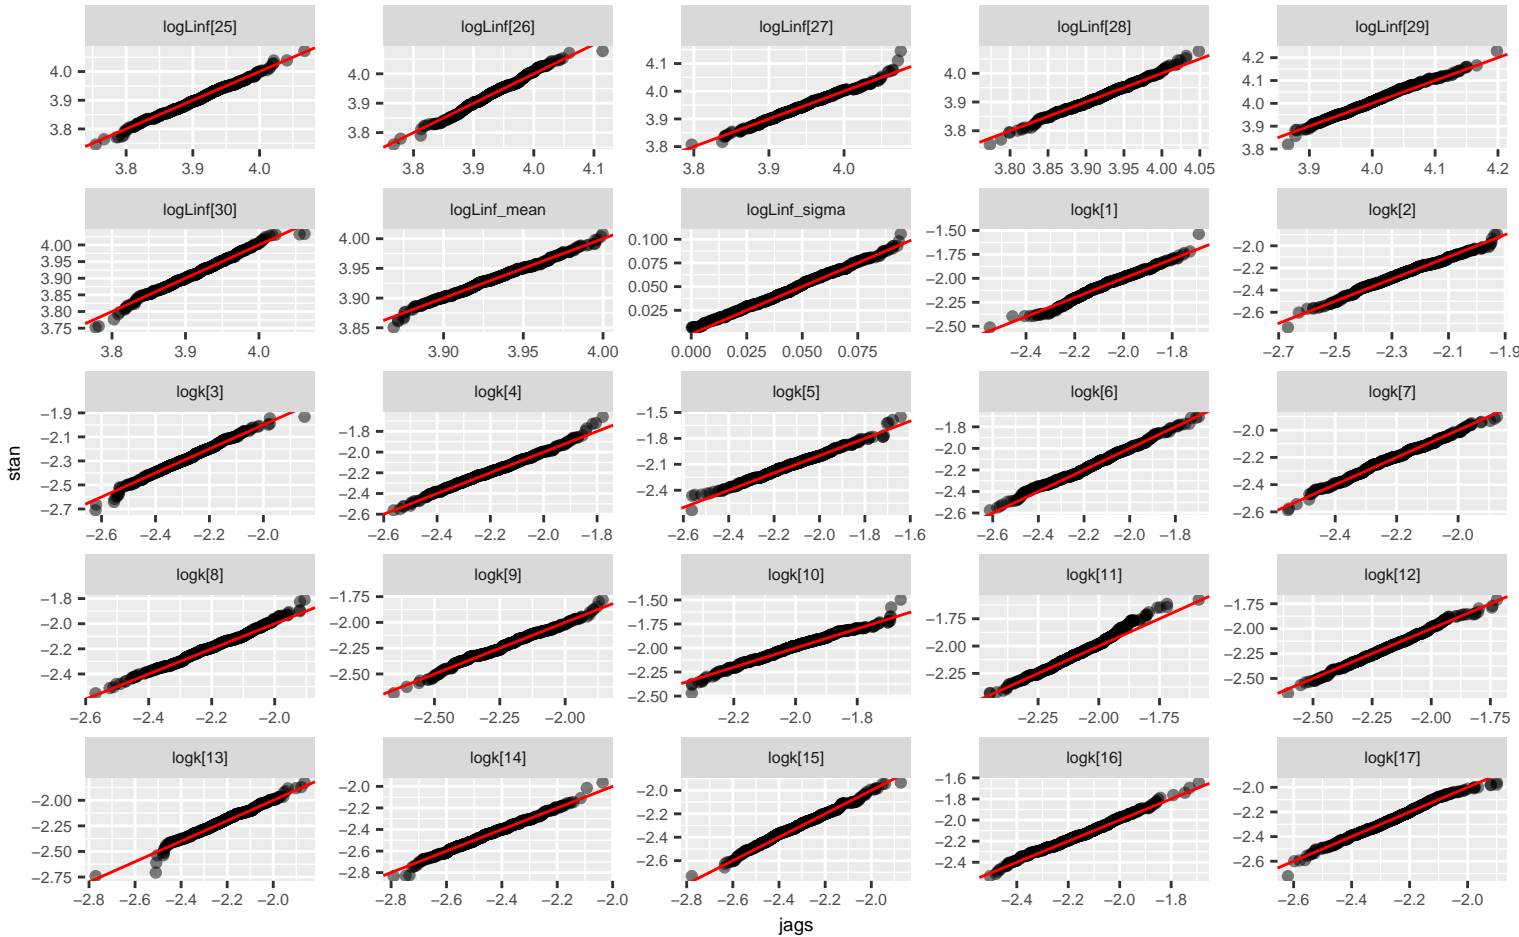 logLinf[25] logLinf[26] logLinf[27] logLinf[28] logLinf[29]
4.0 4.0 4.1 4.0 4.2
3.9 3.9 4.0 3.9 4.1
3.8 3.8 3.9 3.8 4.0
3.8 3.9
3.8
3.8 3.9 4.0 3.8 3.9 4.0 4.1 3.8 3.9 4.0 3.80 3.85 3.90 3.95 4.00 4.05 3.9 4.0 4.1 4.2
logLinf[30] logLinf_mean logLinf_sigma logk[1] logk[2]
4.00 4.00 0.100 −1.50 −2.0
3.95 3.95 0.075 −1.75 −2.2
3.90 3.90 0.050 −2.00 −2.4
3.85 3.85 0.025 −2.25 −2.6
3.80 −2.50
3.75
3.8 3.9 4.0 3.90 3.95 4.00 0.000 0.025 0.050 0.075 −2.4 −2.2 −2.0 −1.8 −2.7 −2.5 −2.3 −2.1 −1.9
logk[3] logk[4] logk[5] logk[6] logk[7]
−1.9 −1.8 −1.5 −1.8 −2.0
−2.1 −2.0 −1.8 −2.0 −2.2
−2.3 −2.2 −2.1 −2.2 −2.4
−2.5 −2.4 −2.4 −2.4 −2.6
−2.7 −2.6 −2.6
−2.6 −2.4 −2.2 −2.0 −2.6 −2.4 −2.2 −2.0 −1.8 −2.4 −2.2 −2.0 −1.8 −1.6 −2.6 −2.4 −2.2 −2.0 −1.8 −2.4 −2.2 −2.0
stan
logk[8] logk[9] logk[10] logk[11] logk[12]
−1.8 −1.75 −1.50 −1.75 −1.75
−2.0 −2.00 −1.75 −2.00 −2.00
−2.2 −2.25 −2.00 −2.25 −2.25
−2.4 −2.50 −2.25 −2.50
−2.50
−2.6 −2.4 −2.2 −2.0 −2.50 −2.25 −2.00 −2.2 −2.0 −1.8 −2.25 −2.00 −1.75 −2.50 −2.25 −2.00 −1.75
logk[13] logk[14] logk[15] logk[16] logk[17]
−2.00 −2.0 −2.0 −1.6 −2.0
−2.25 −2.2 −2.2 −1.8 −2.2
−2.50 −2.4 −2.4 −2.0 −2.4
−2.75 −2.6 −2.6 −2.2 −2.6
−2.8 −2.4
−2.8 −2.6 −2.4 −2.2 −2.0 −2.8 −2.6 −2.4 −2.2 −2.0 −2.8 −2.6 −2.4 −2.2 −2.0 −2.4 −2.2 −2.0 −1.8 −2.6 −2.4 −2.2 −2.0
jags